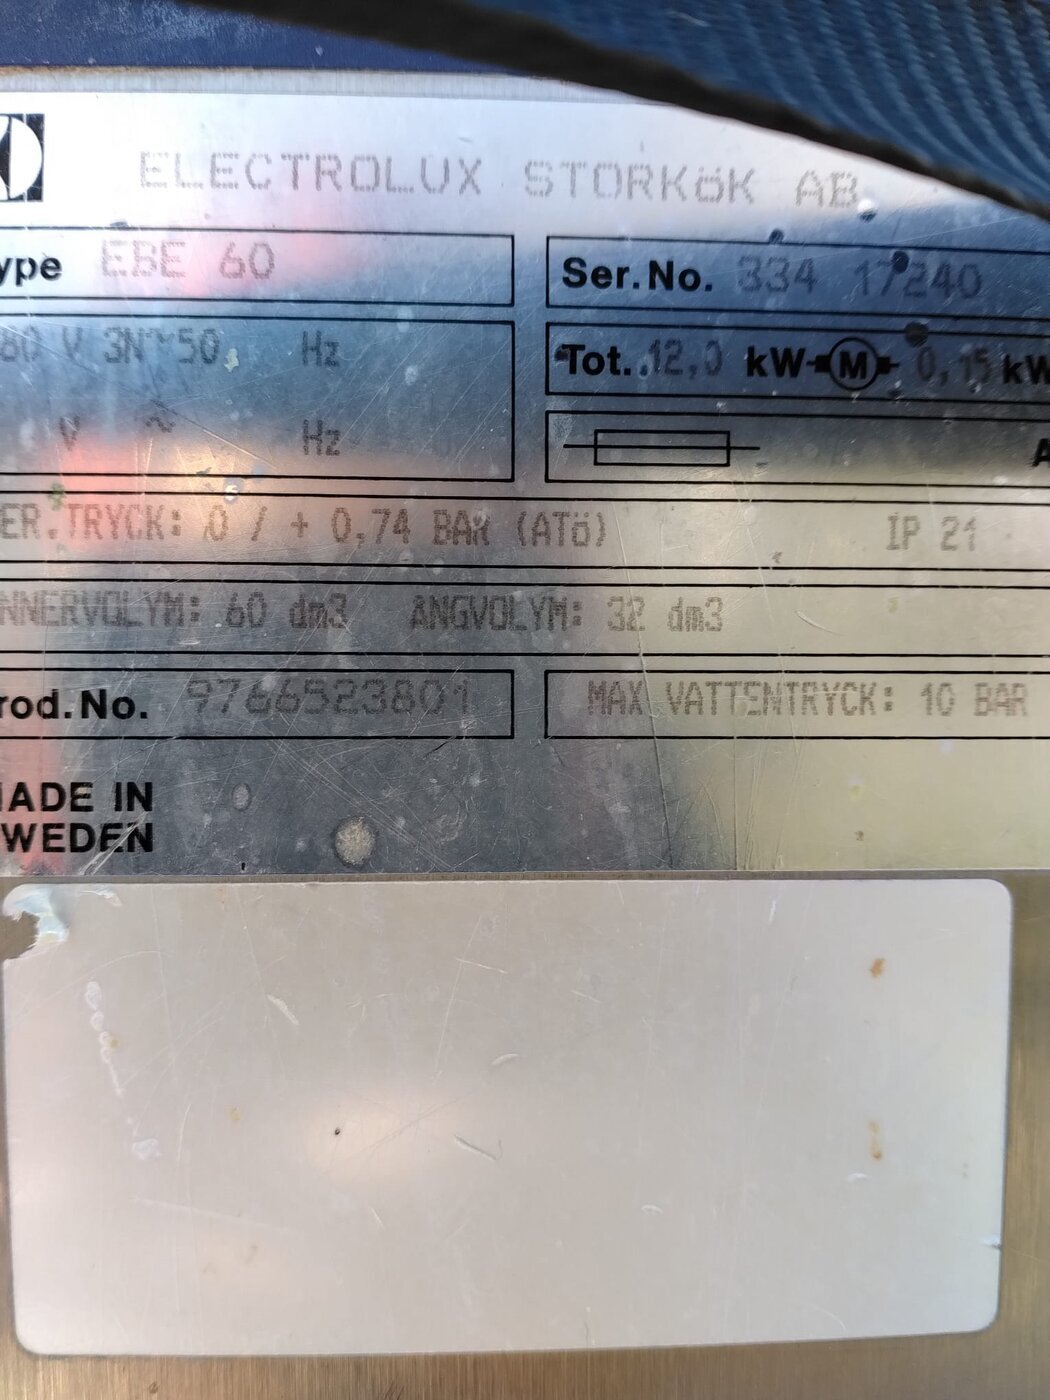 ELECTROLUX STORKöK AB
ype EBE 60
Ser.No. 334 17240
80 V 3N~50 Hz
Tot. 12,0 kW M 0,15 kW
V ~ Hz
A
ER.TRYCK: 0 / + 0,74 BAR (ATö) IP 21
NNERVOLYM: 60 dm3 ANGVOLYM: 32 dm3
rod.No. 9766523801
MAX VATTENTRYCK: 10 BAR
MADE IN
WEDEN